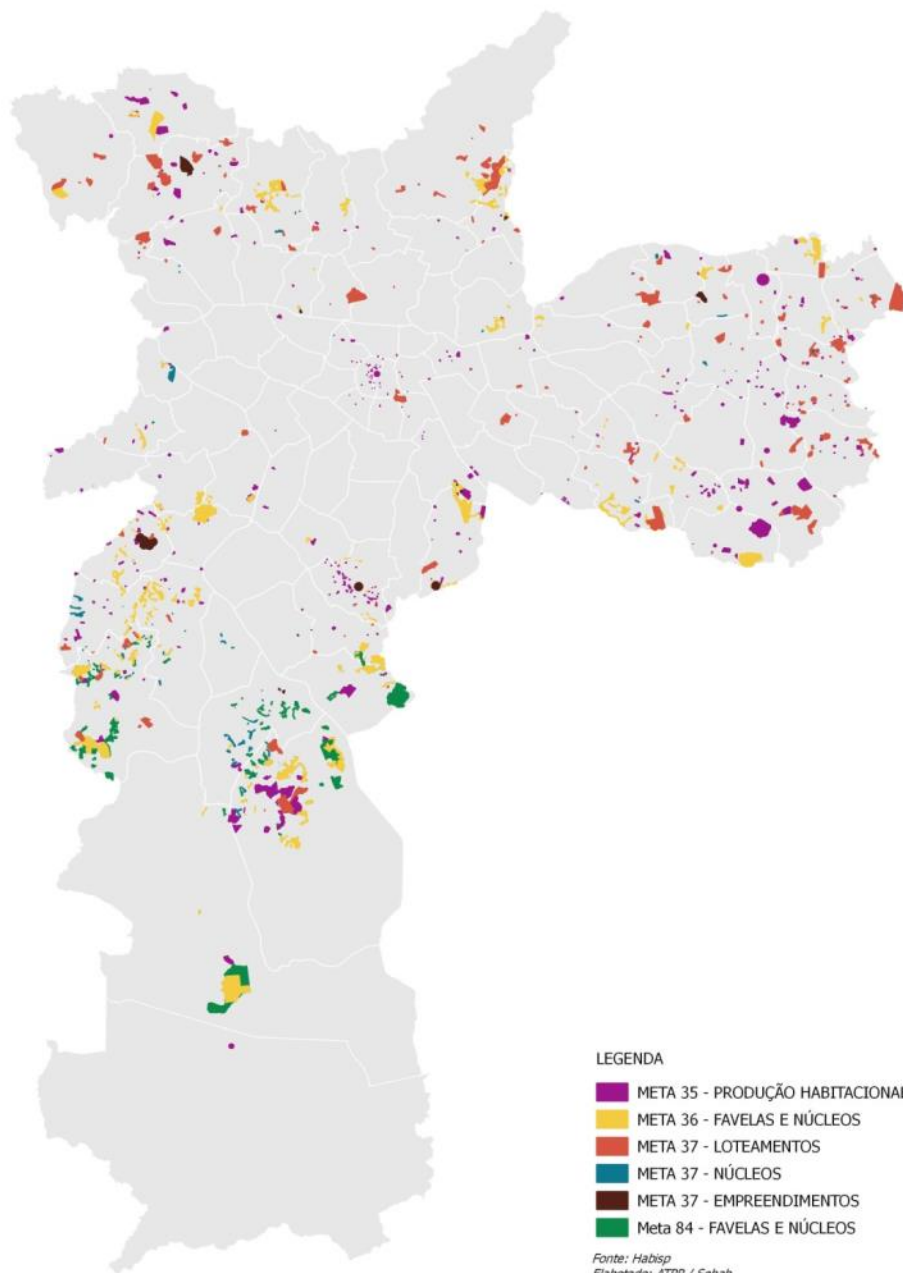 LEGENDA
META 35 - PRODUÇÃO HABITACIONAL
META 36 - FAVELAS E NÚCLEOS
META 37 - LOTEAMENTOS
META 37 - NÚCLEOS
META 37 - EMPREENDIMENTOS
Meta 84 - FAVELAS E NÚCLEOS
Fonte: Habisp